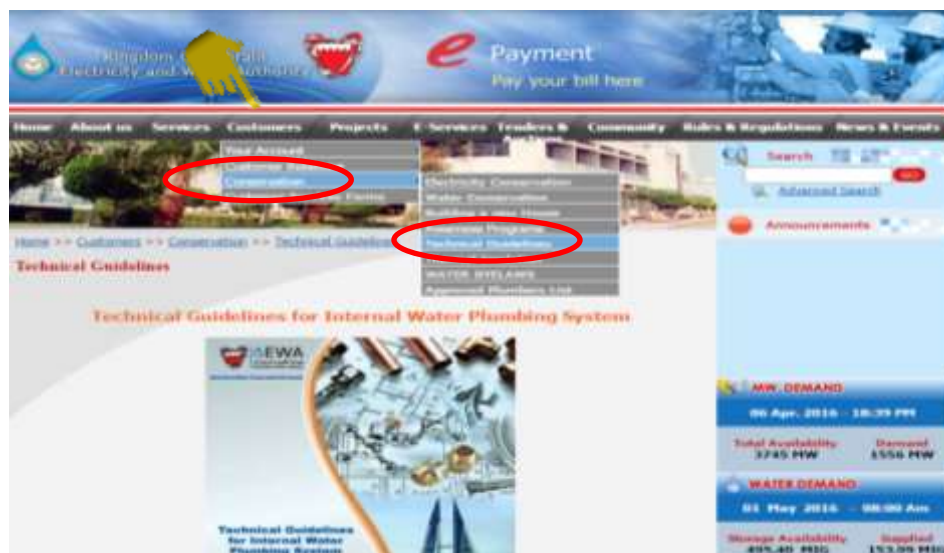 Kingdom of
Electricity and
e Payment
Pay your bill here
Home About us Services Customers Projects E-Services Tenders & Community Rules & Regulations News & Events
Your Account
Conservation
Electricity Conservation
Water Conservation
Technical Guidelines
WATER BYELAWS
Approved Plumbers List
Search
GO
Advanced Search
Announcements
Home >> Customers >> Conservation >> Technical Guidelines
Technical Guidelines
Technical Guidelines for Internal Water Plumbing System
EWA
Technical Guidelines
for Internal Water
Plumbing System
MW. DEMAND
06 Apr. 2016 - 18:39 PM
Total Availability Demand
3745 MW 1556 MW
WATER DEMAND
01 May 2016 - 08:00 Am
Storage Availability Supplied